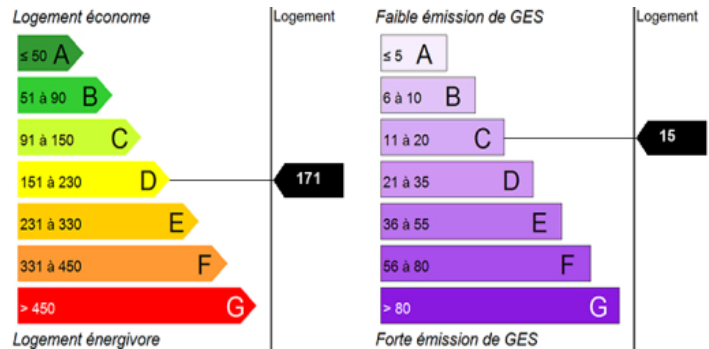 Logement économe
Logement
≤ 50 A
51 à 90 B
91 à 150 C
151 à 230 D
171
231 à 330 E
331 à 450 F
> 450 G
Logement énergivore
Faible émission de GES
Logement
≤ 5 A
6 à 10 B
11 à 20 C
15
21 à 35 D
36 à 55 E
56 à 80 F
> 80 G
Forte émission de GES